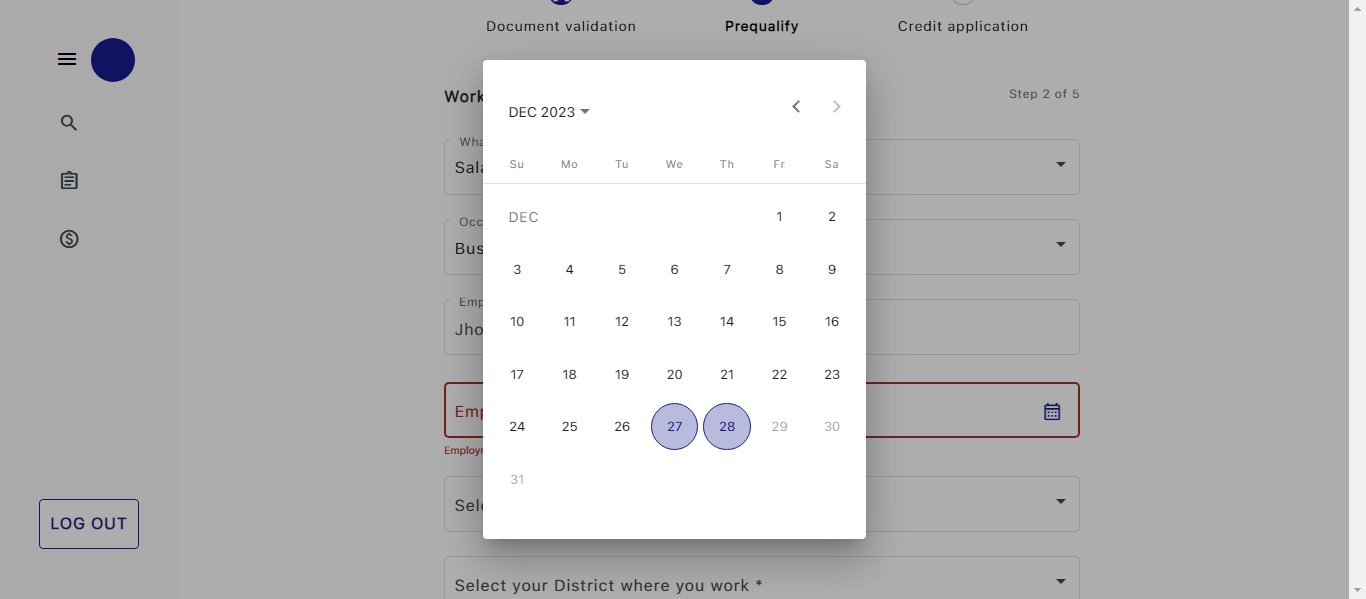 Document validation
Prequalify
Credit application
Work
Step 2 of 5
DEC 2023
Su Mo Tu We Th Fr Sa
DEC 1 2
3 4 5 6 7 8 9
10 11 12 13 14 15 16
17 18 19 20 21 22 23
24 25 26 27 28 29 30
31
Wha
Sala
Occ
Bus
Emp
Jho
Emp
Employ
Sele
Select your District where you work *
LOG OUT